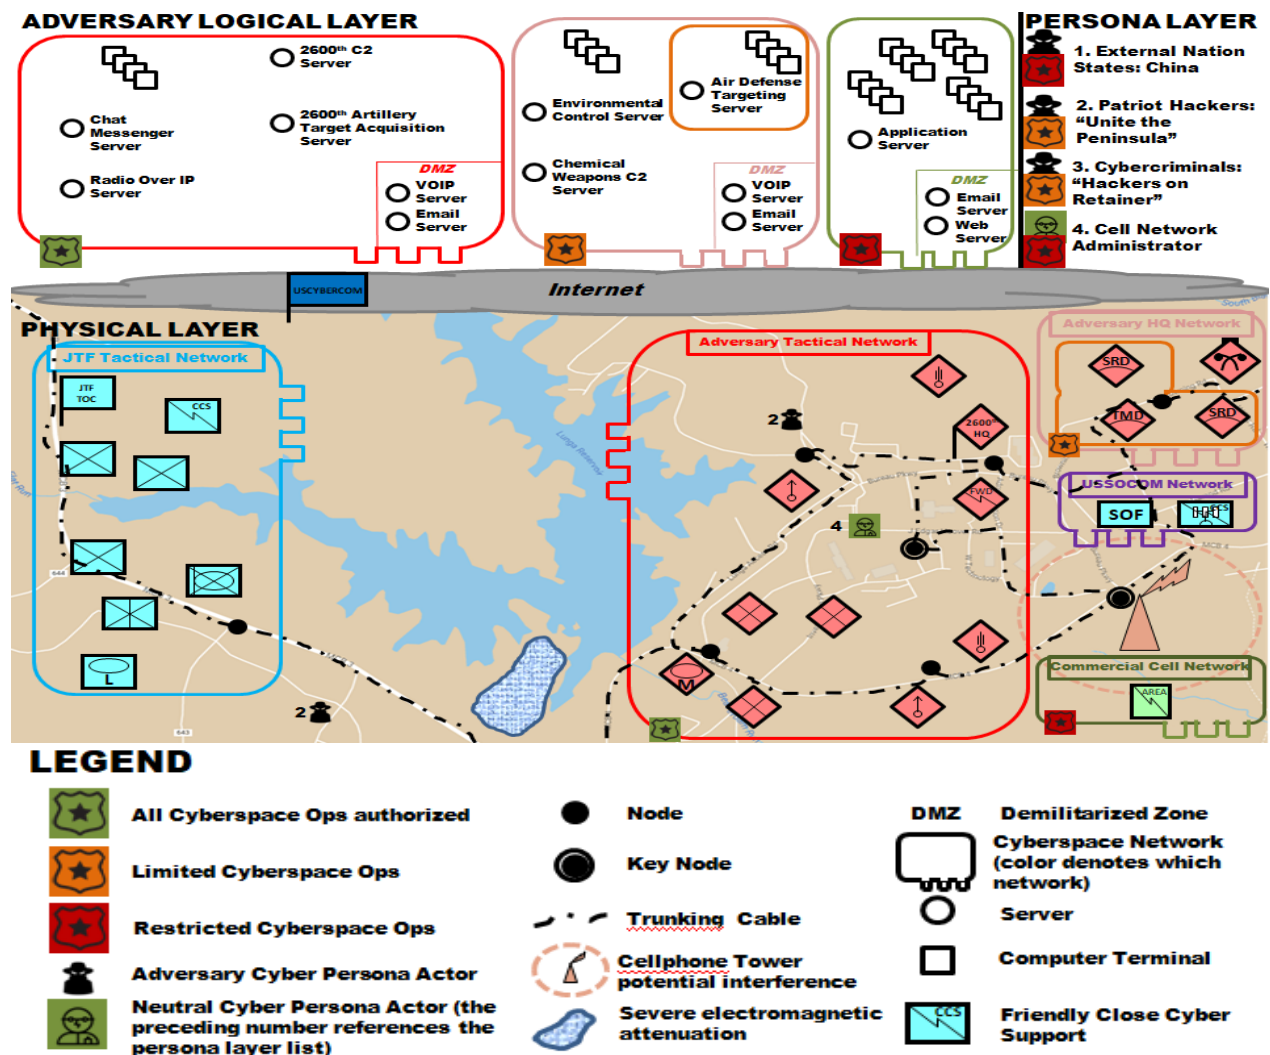 ADVERSARY LOGICAL LAYER
2600th C2
Server
Chat
Messenger
Server
2600th Artillery
Target Acquisition
Server
Radio Over IP
Server
DMZ
VOIP
Server
Email
Server
Environmental
Control Server
Air Defense
Targeting
Server
Chemical
Weapons C2
Server
DMZ
VOIP
Server
Email
Server
Application
Server
DMZ
Email
Server
Web
Server
PERSONA LAYER
1. External Nation
States: China
2. Patriot Hackers:
“Unite the
Peninsula”
3. Cybercriminals:
“Hackers on
Retainer”
4. Cell Network
Administrator
USCYBERCOM
Internet
PHYSICAL LAYER
JTF Tactical Network
JTF
TOC
CCS
L
644
643
2
Lunga Reservoir
Adversary Tactical Network
2
2600th
HQ
FWD
4
M
Adversary HQ Network
SRD
TMD
SRD
USSOCOM Network
SOF
CCS
MCB 4
Commercial Cell Network
AREA
LEGEND
All Cyberspace Ops authorized
Limited Cyberspace Ops
Restricted Cyberspace Ops
Adversary Cyber Persona Actor
Neutral Cyber Persona Actor (the
preceding number references the
persona layer list)
Node
Key Node
Trunking Cable
Cellphone Tower
potential interference
Severe electromagnetic
attenuation
DMZ
Demilitarized Zone
Cyberspace Network
(color denotes which
network)
Server
Computer Terminal
CCS
Friendly Close Cyber
Support